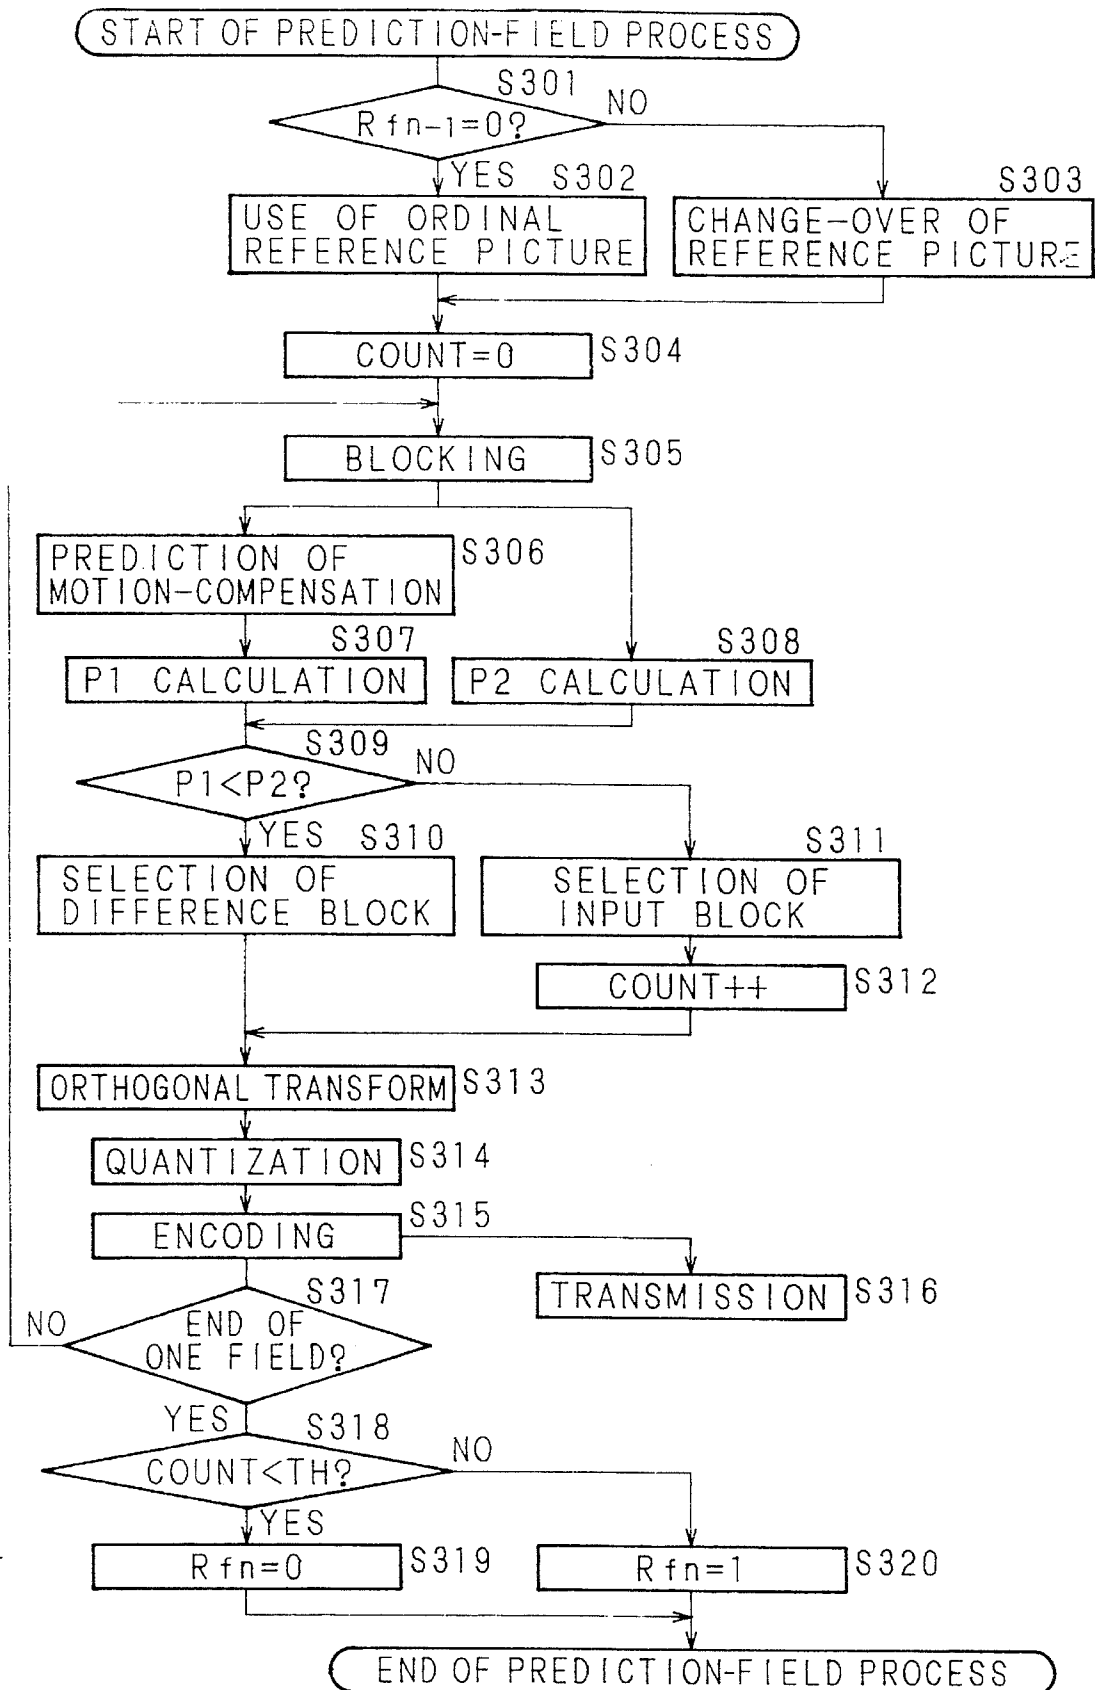 START OF PREDICTION-FIELD PROCESS
S301
Rfn-1=0?
NO
YES
S302
S303
USE OF ORDINAL
REFERENCE PICTURE
CHANGE-OVER OF
REFERENCE PICTURE
COUNT=0
S304
BLOCKING
S305
PREDICTION OF
MOTION-COMPENSATION
S306
S307
S308
P1 CALCULATION
P2 CALCULATION
S309
P1<P2?
NO
YES
S310
S311
SELECTION OF
DIFFERENCE BLOCK
SELECTION OF
INPUT BLOCK
COUNT++
S312
ORTHOGONAL TRANSFORM
S313
QUANTIZATION
S314
ENCODING
S315
TRANSMISSION
S316
S317
NO
END OF
ONE FIELD?
YES
S318
COUNT<TH?
NO
YES
Rfn=0
S319
Rfn=1
S320
END OF PREDICTION-FIELD PROCESS